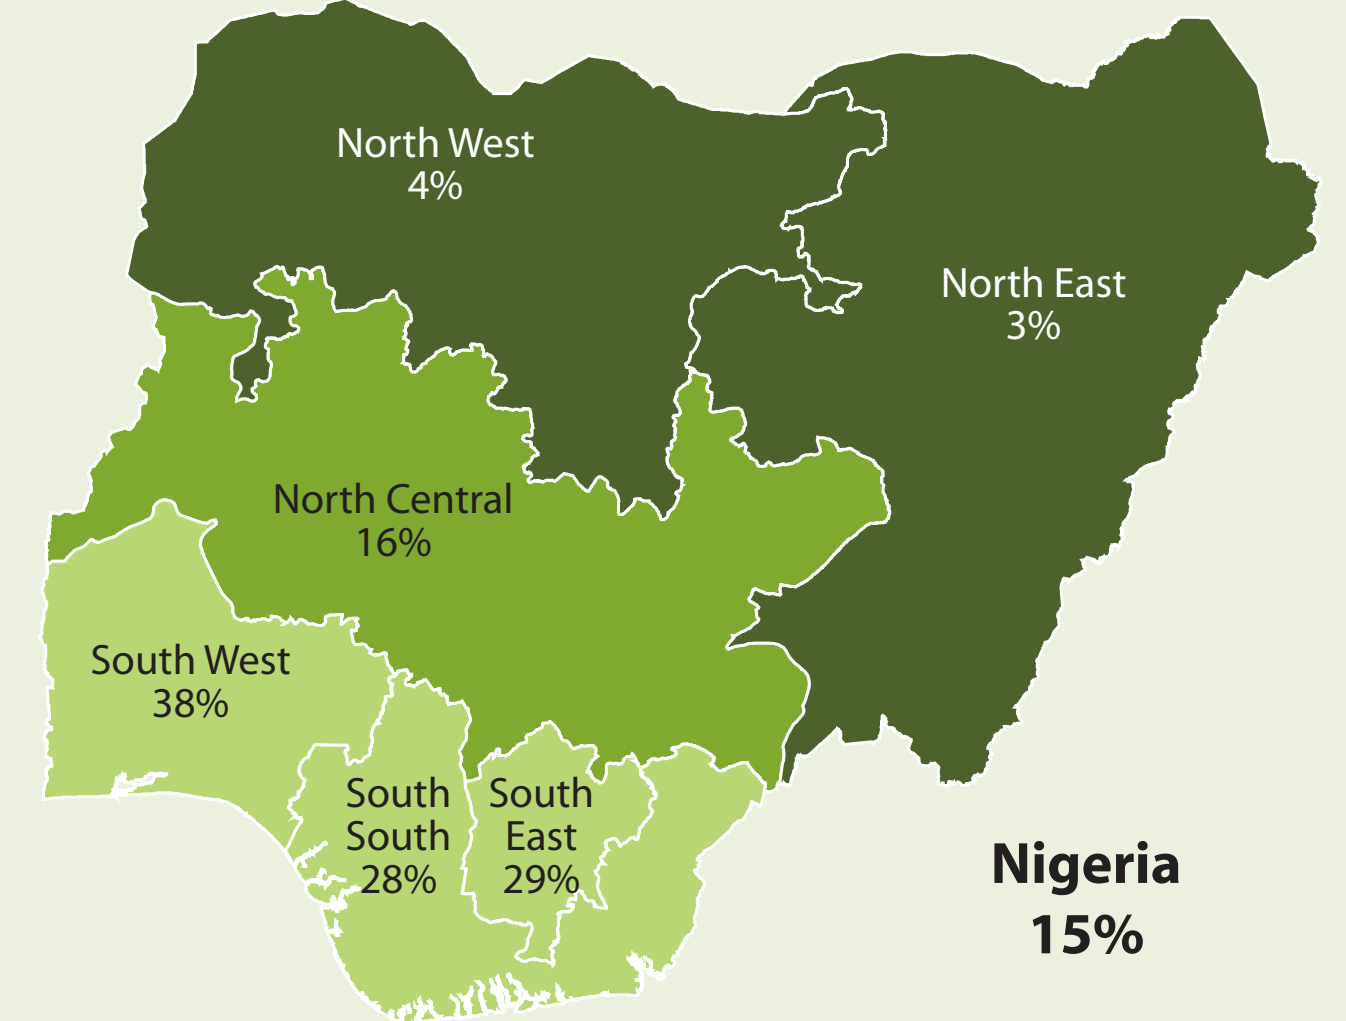 North West
4%
North East
3%
North Central
16%
South West
38%
South
South
28%
South
East
29%
Nigeria
15%